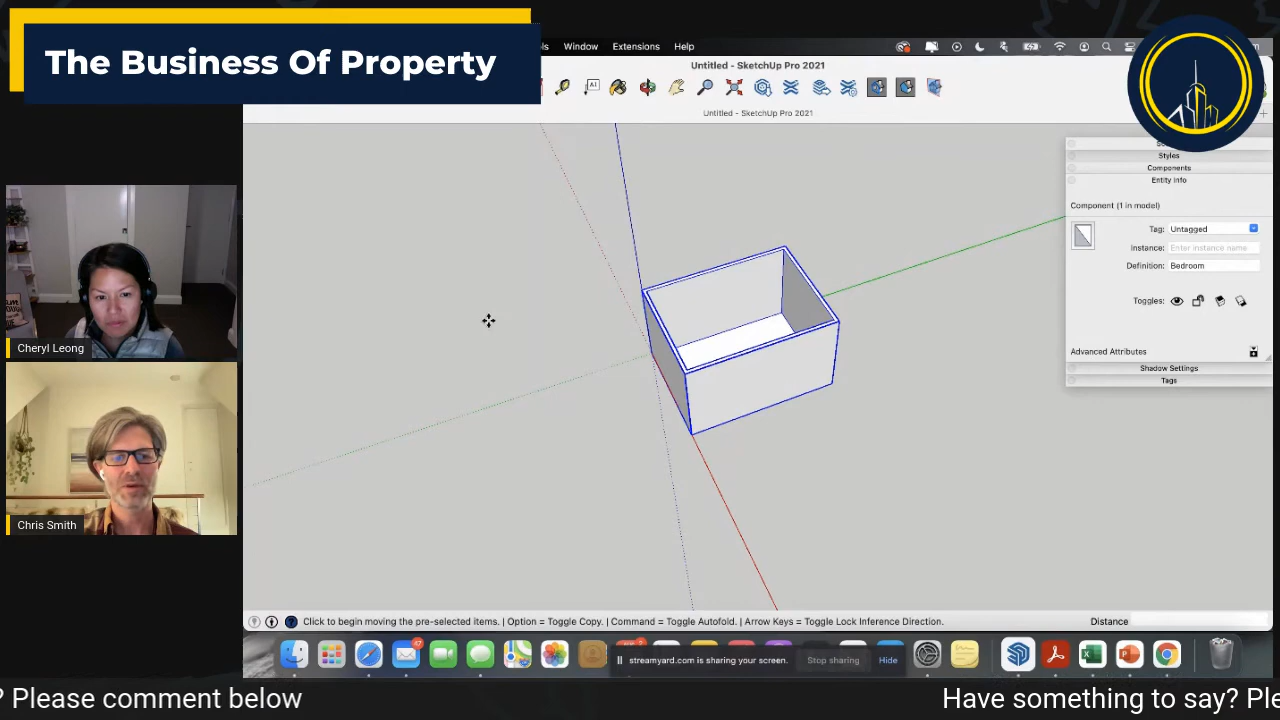 The Business Of Property
Window Extensions Help
Untitled - SketchUp Pro 2021
Untitled - SketchUp Pro 2021
Styles
Components
Entity Info
Component (1 in model)
Tag: Untagged
Instance: Enter instance name
Definition: Bedroom
Toggles:
Advanced Attributes
Shadow Settings
Tags
Cheryl Leong
Chris Smith
Click to begin moving the pre-selected items. | Option = Toggle Copy. | Command = Toggle Autofold. | Arrow Keys = Toggle Lock Inference Direction.
Distance
47
streamyard.com is sharing your screen.
Stop sharing
Hide
? Please comment below
Have something to say? Ple